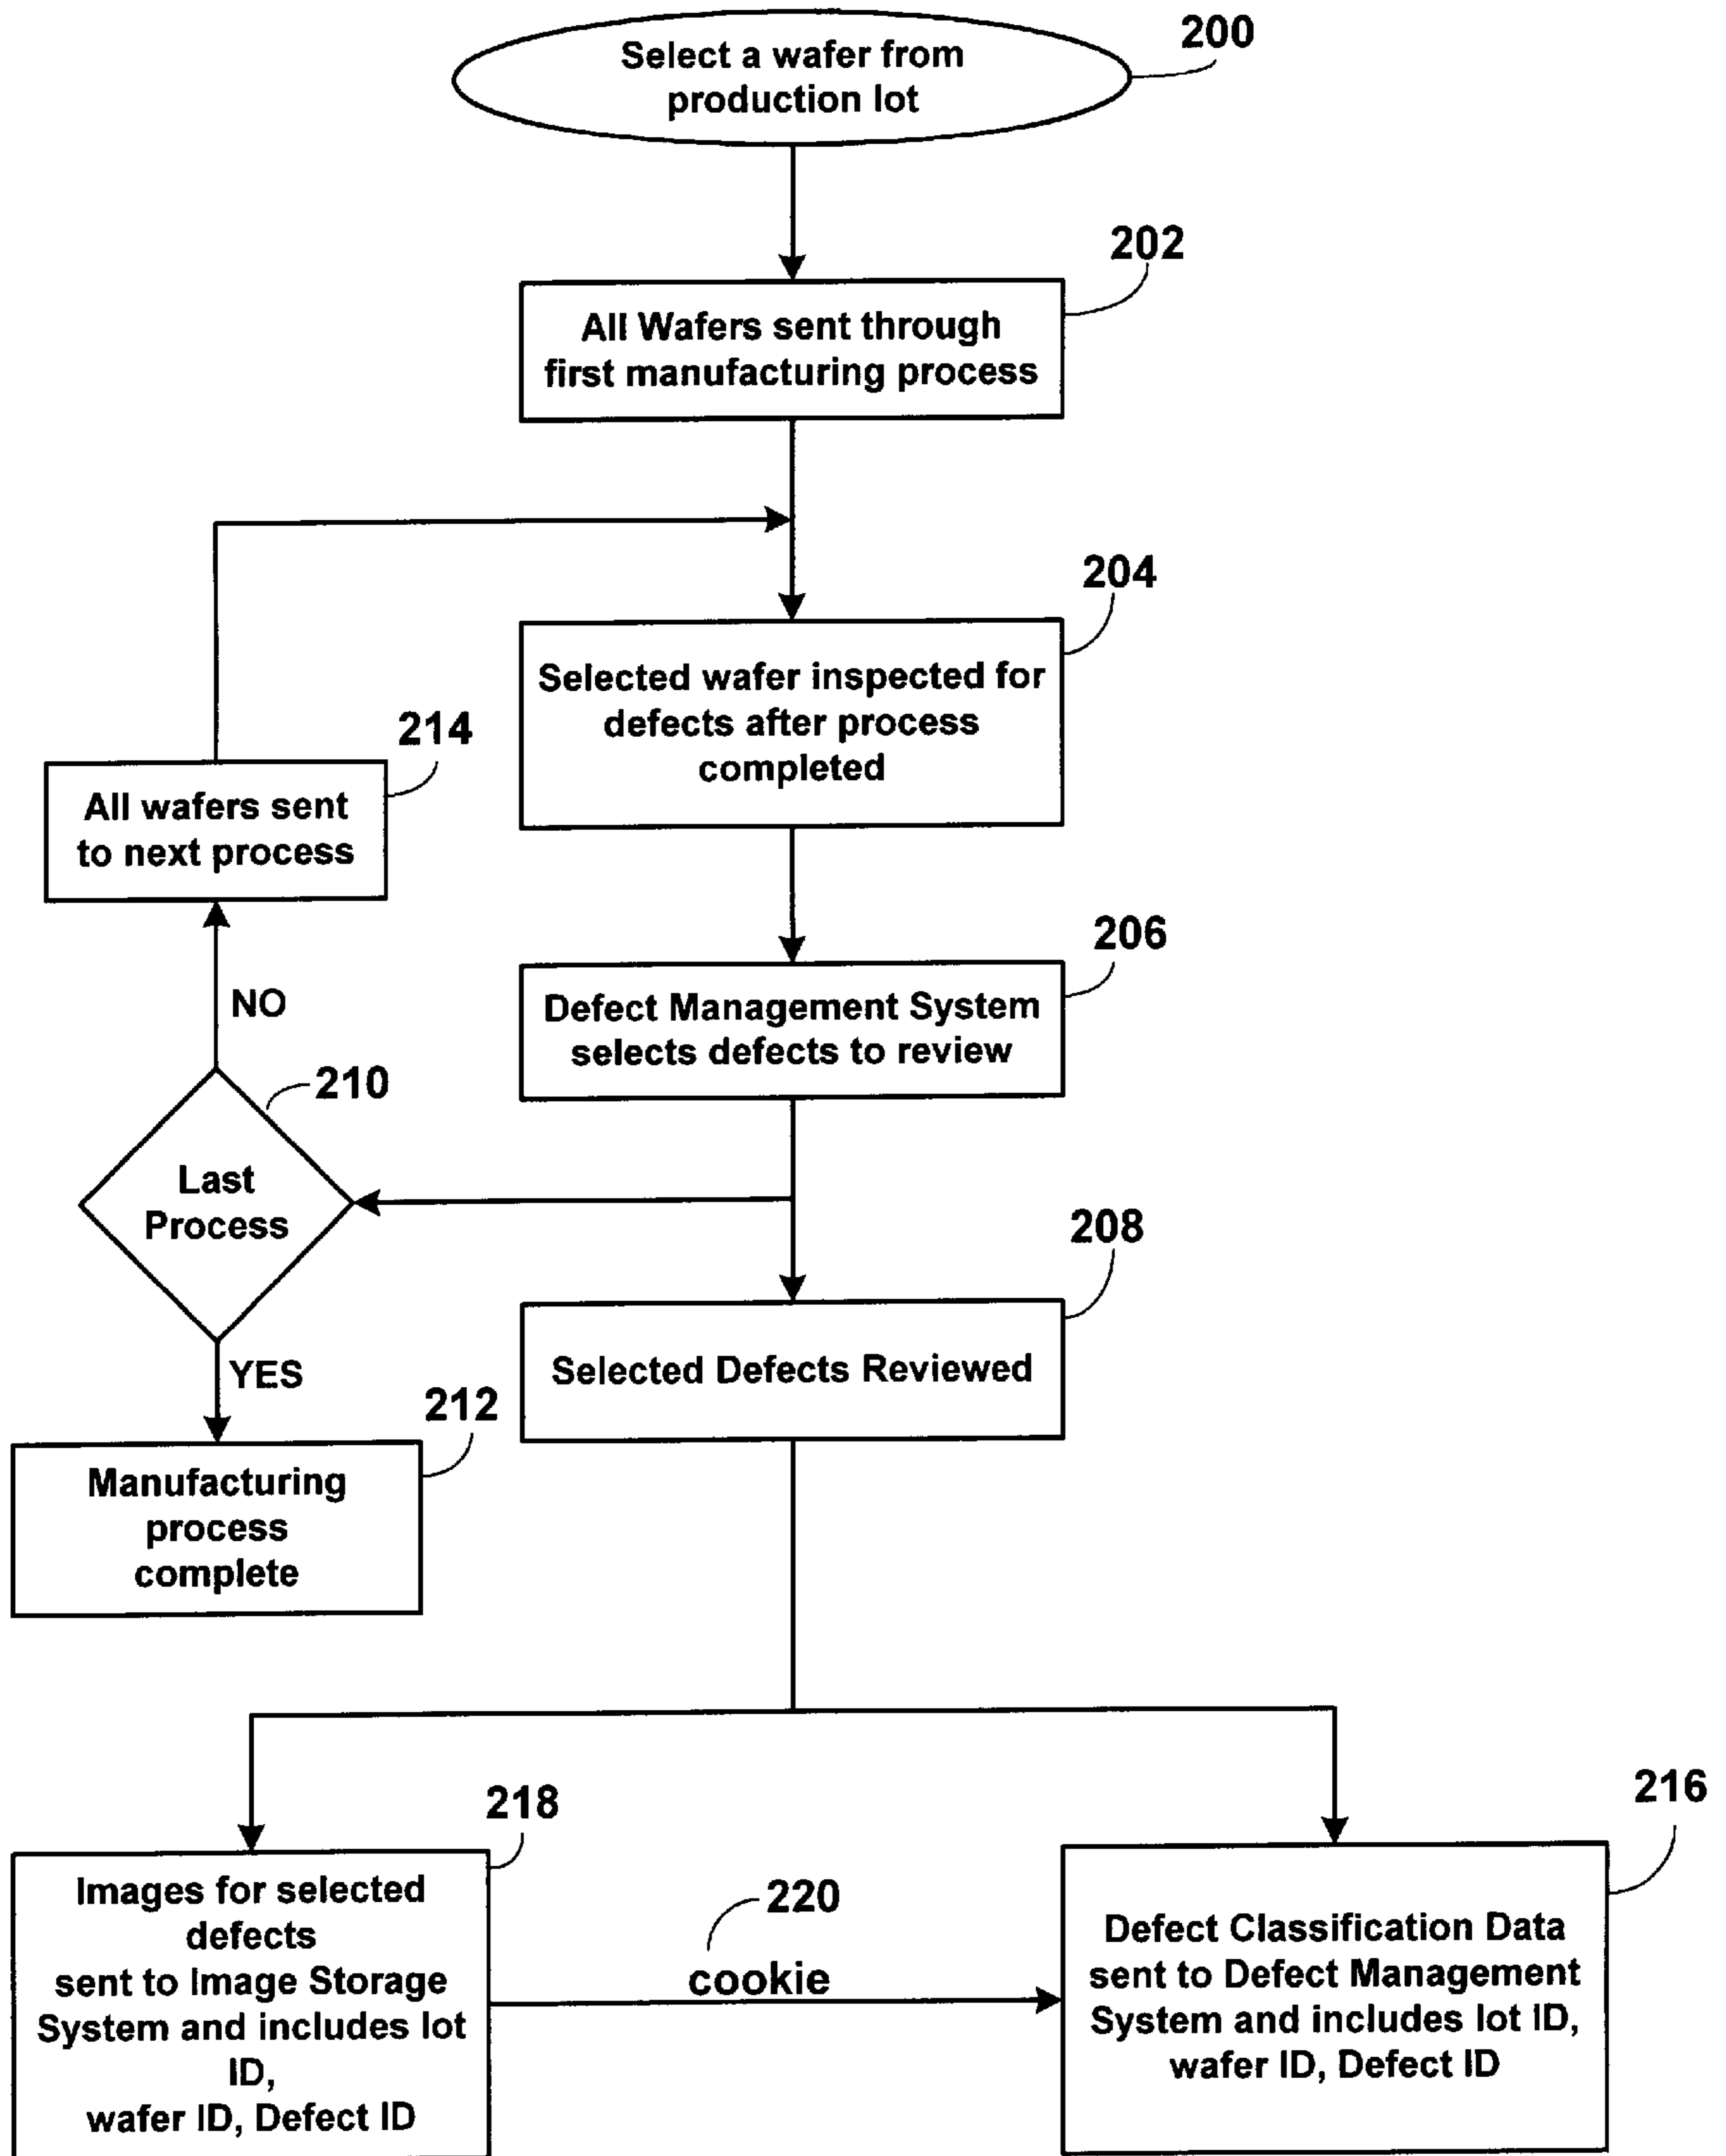 200
Select a wafer from
production lot
202
All Wafers sent through
first manufacturing process
204
Selected wafer inspected for
defects after process
completed
214
All wafers sent
to next process
206
Defect Management System
selects defects to review
NO
210
Last
Process
208
Selected Defects Reviewed
YES
212
Manufacturing
process
complete
218
Images for selected
defects
sent to Image Storage
System and includes lot
ID,
wafer ID, Defect ID
220
cookie
216
Defect Classification Data
sent to Defect Management
System and includes lot ID,
wafer ID, Defect ID